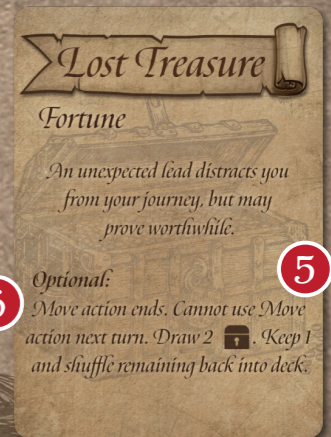 Lost Treasure
Fortune
An unexpected lead distracts you
from your journey, but may
prove worthwhile.
5
Optional:
6
Move action ends. Cannot use Move
action next turn. Draw 2 . Keep 1
and shuffle remaining back into deck.